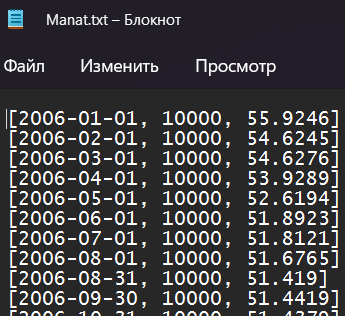 Manat.txt – Блокнот
Файл Изменить Просмотр
[2006-01-01, 10000, 55.9246]
[2006-02-01, 10000, 54.6245]
[2006-03-01, 10000, 54.6276]
[2006-04-01, 10000, 53.9289]
[2006-05-01, 10000, 52.6194]
[2006-06-01, 10000, 51.8923]
[2006-07-01, 10000, 51.8121]
[2006-08-01, 10000, 51.6765]
[2006-08-31, 10000, 51.419]
[2006-09-30, 10000, 51.4419]